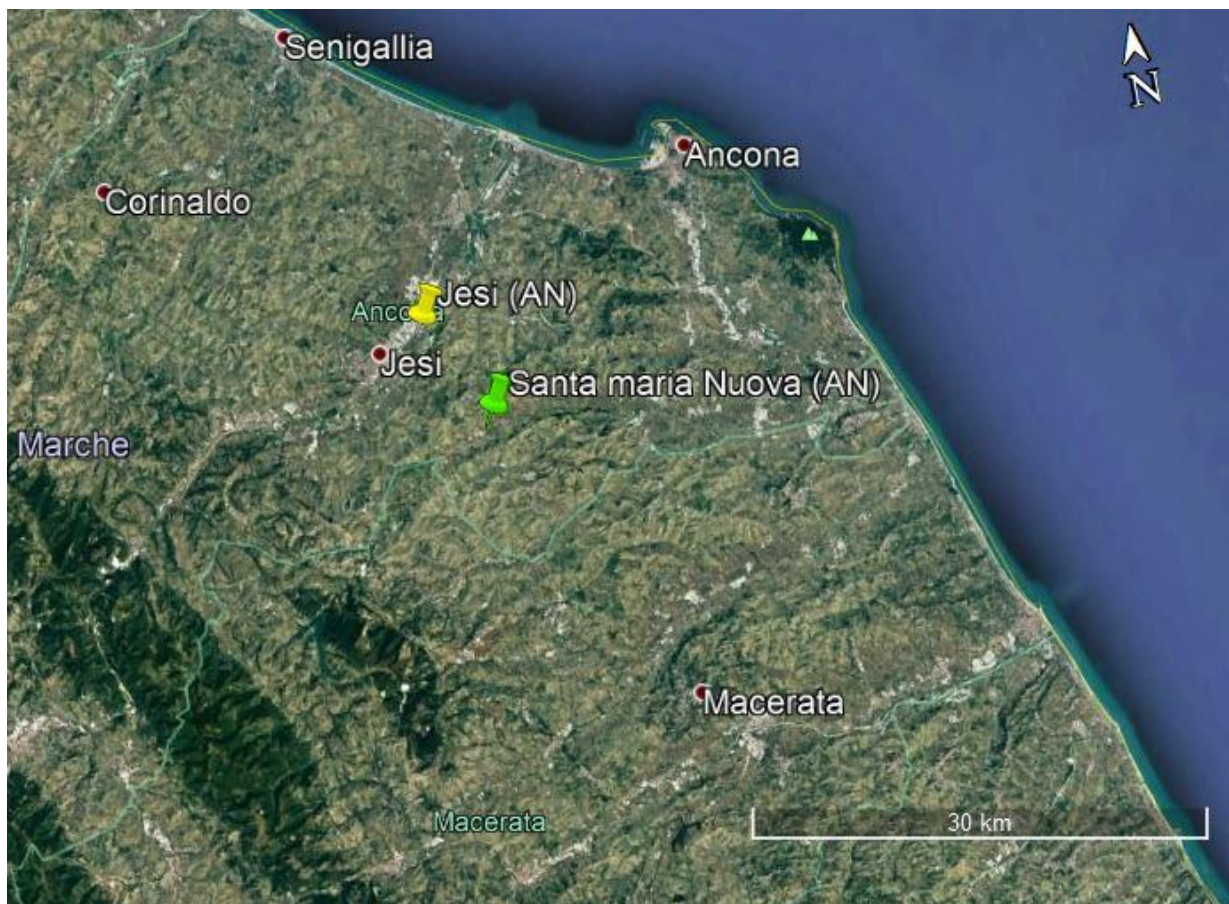 Senigallia
N
Ancona
Corinaldo
Jesi (AN)
Ancona
Jesi
Santa maria Nuova (AN)
Marche
Macerata
Macerata
30 km